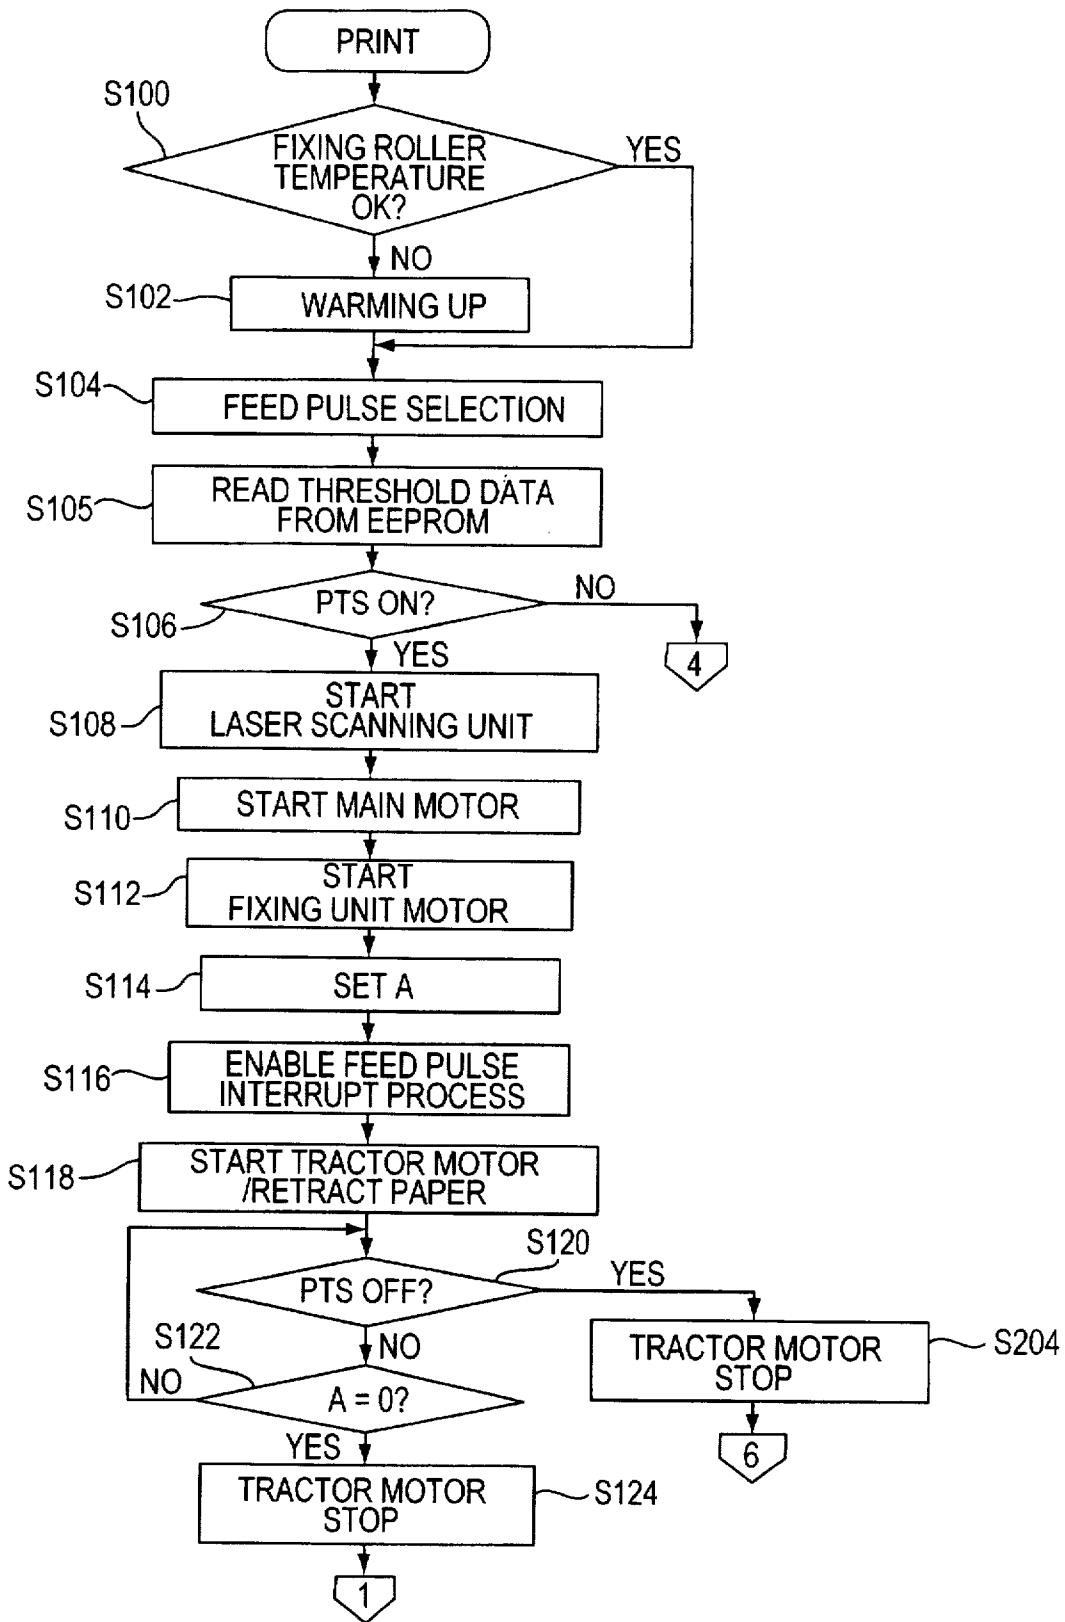 PRINT
S100
FIXING ROLLER
TEMPERATURE
OK?
YES
NO
S102
WARMING UP
S104
FEED PULSE SELECTION
S105
READ THRESHOLD DATA
FROM EEPROM
S106
PTS ON?
NO
4
YES
S108
START
LASER SCANNING UNIT
S110
START MAIN MOTOR
S112
START
FIXING UNIT MOTOR
S114
SET A
S116
ENABLE FEED PULSE
INTERRUPT PROCESS
S118
START TRACTOR MOTOR
/RETRACT PAPER
S120
PTS OFF?
YES
S204
TRACTOR MOTOR
STOP
6
NO
S122
A = 0?
NO
YES
TRACTOR MOTOR
STOP
S124
1